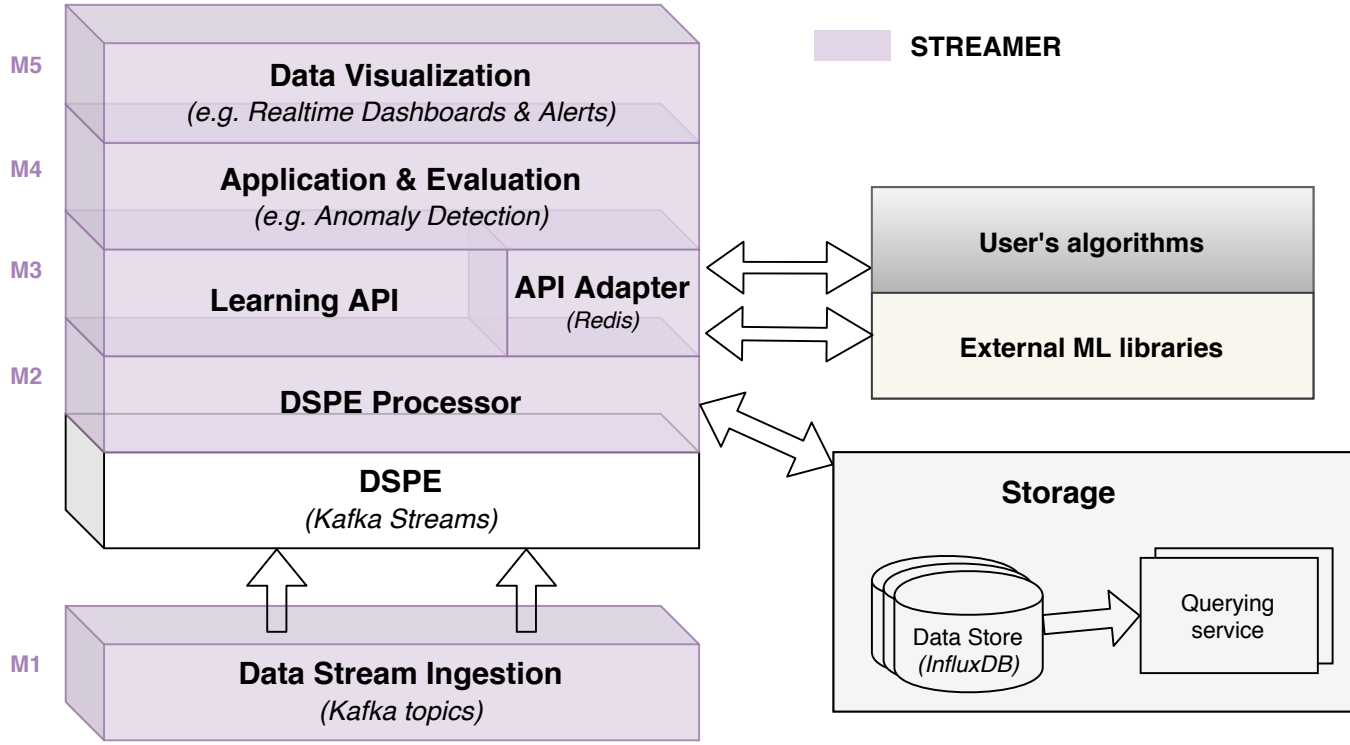 STREAMER
M5
Data Visualization
(e.g. Realtime Dashboards & Alerts)
M4
Application & Evaluation
(e.g. Anomaly Detection)
M3
Learning API
API Adapter
(Redis)
User's algorithms
External ML libraries
M2
DSPE Processor
DSPE
(Kafka Streams)
Storage
Data Store
(InfluxDB)
Querying
service
M1
Data Stream Ingestion
(Kafka topics)